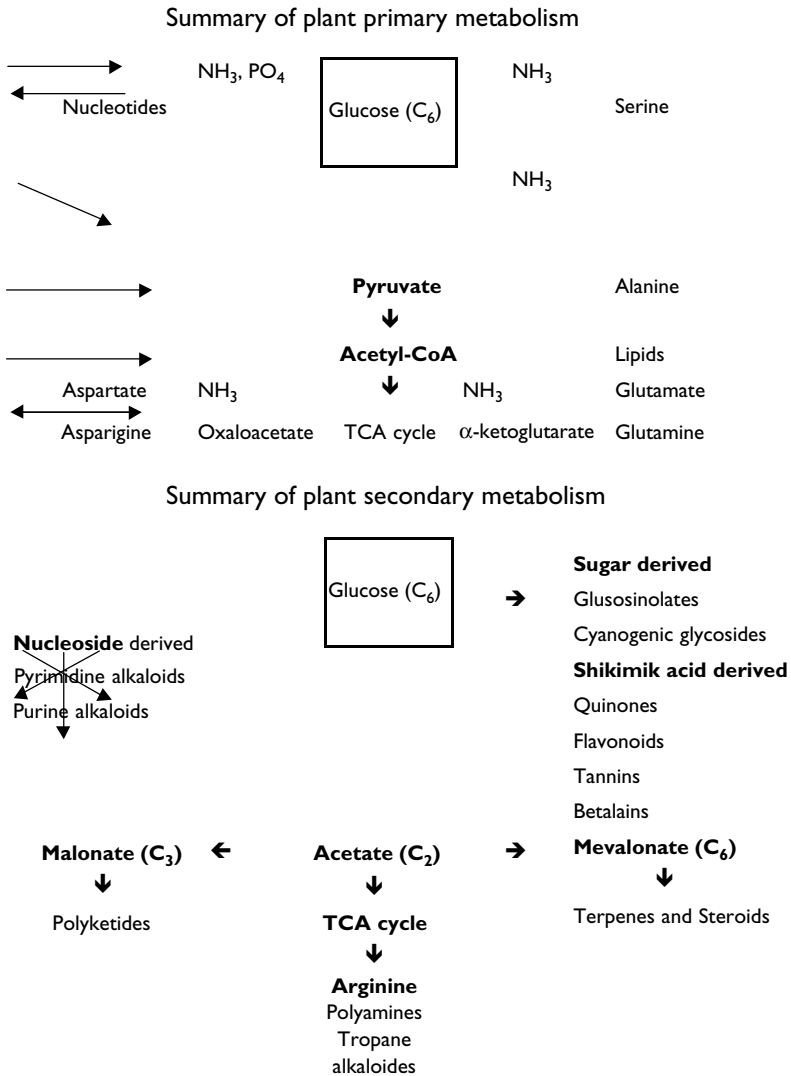 Summary of plant primary metabolism
NH₃, PO₄ NH₃
Nucleotides Glucose (C₆) Serine
NH₃
Pyruvate Alanine
Acetyl-CoA Lipids
Aspartate NH₃ NH₃ Glutamate
Asparigine Oxaloacetate TCA cycle α-ketoglutarate Glutamine
Summary of plant secondary metabolism
Sugar derived
Glucose (C₆) Glusosinolates
Nucleoside derived Cyanogenic glycosides
Pyrimidine alkaloids Shikimik acid derived
Purine alkaloids Quinones
Flavonoids
Tannins
Betalains
Malonate (C₃) Acetate (C₂) Mevalonate (C₆)
Polyketides TCA cycle Terpenes and Steroids
Arginine
Polyamines
Tropane
alkaloides